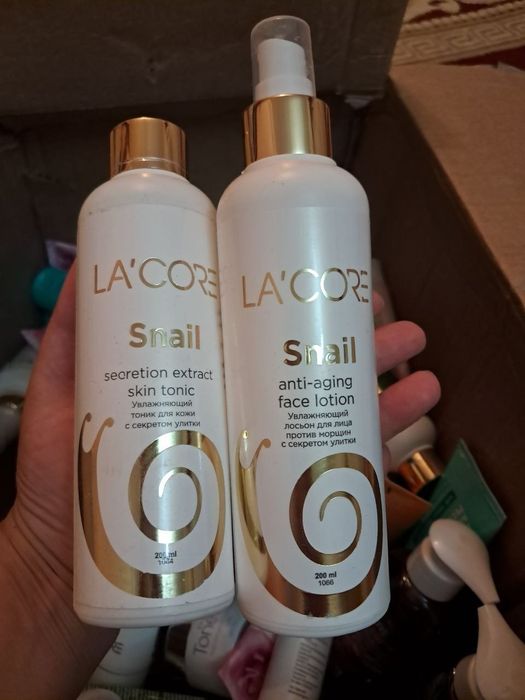 LA'CORE
Snail
secretion extract
skin tonic
Увлажняющий
тоник для кожи
с секретом улитки
200 ml
1064
LA'CORE
Snail
anti-aging
face lotion
Увлажняющий
лосьон для лица
против морщин
с секретом улитки
200 ml
1066